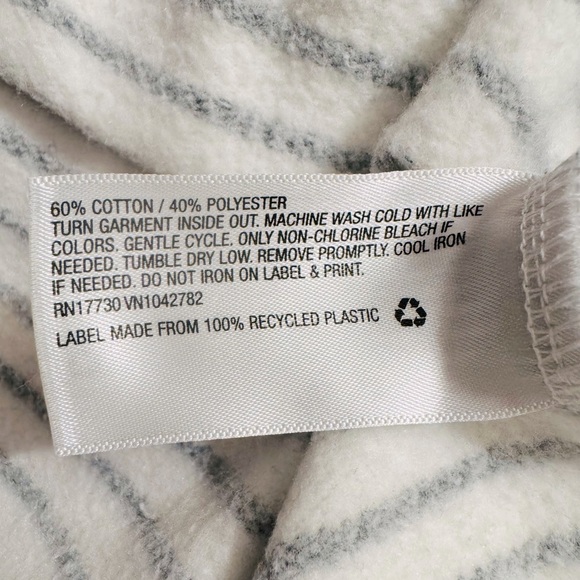 60% COTTON / 40% POLYESTER
TURN GARMENT INSIDE OUT. MACHINE WASH COLD WITH LIKE
COLORS. GENTLE CYCLE. ONLY NON-CHLORINE BLEACH IF
NEEDED. TUMBLE DRY LOW. REMOVE PROMPTLY. COOL IRON
IF NEEDED. DO NOT IRON ON LABEL & PRINT.
RN17730 VN1042782
LABEL MADE FROM 100% RECYCLED PLASTIC